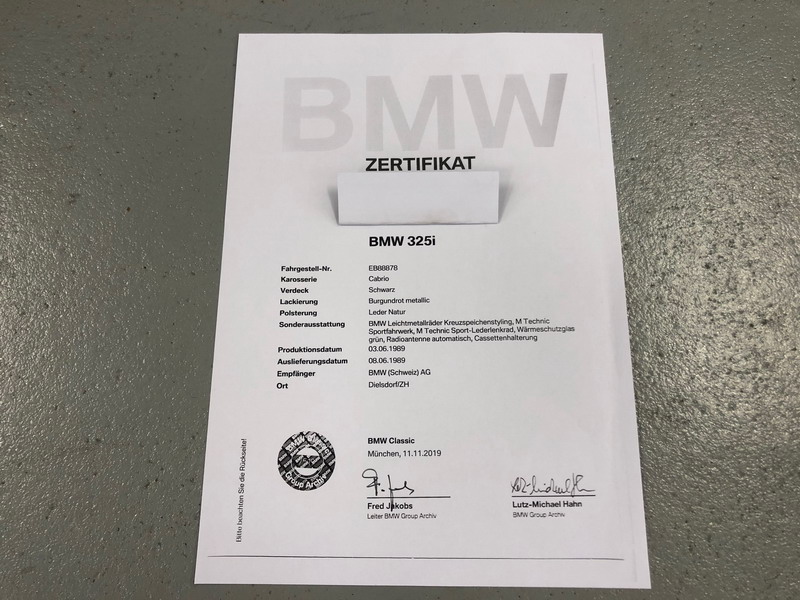 BMW
ZERTIFIKAT
BMW 325i
Fahrgestell-Nr. EB88878
Karosserie Cabrio
Verdeck Schwarz
Lackierung Burgundrot metallic
Polsterung Leder Natur
Sonderausstattung BMW Leichtmetallräder Kreuzspeichenstyling, M Technic
Sportfahrwerk, M Technic Sport-Lederlenkrad, Wärmeschutzglas
grün, Radioantenne automatisch, Cassettenhalterung
Produktionsdatum 03.06.1989
Auslieferungsdatum 08.06.1989
Empfänger BMW (Schweiz) AG
Ort Dielsdorf/ZH
Bitte beachten Sie die Rückseite!
Group Archiv
BMW Classic
München, 11.11.2019
Fred Jakobs
Leiter BMW Group Archiv
Lutz-Michael Hahn
BMW Group Archiv